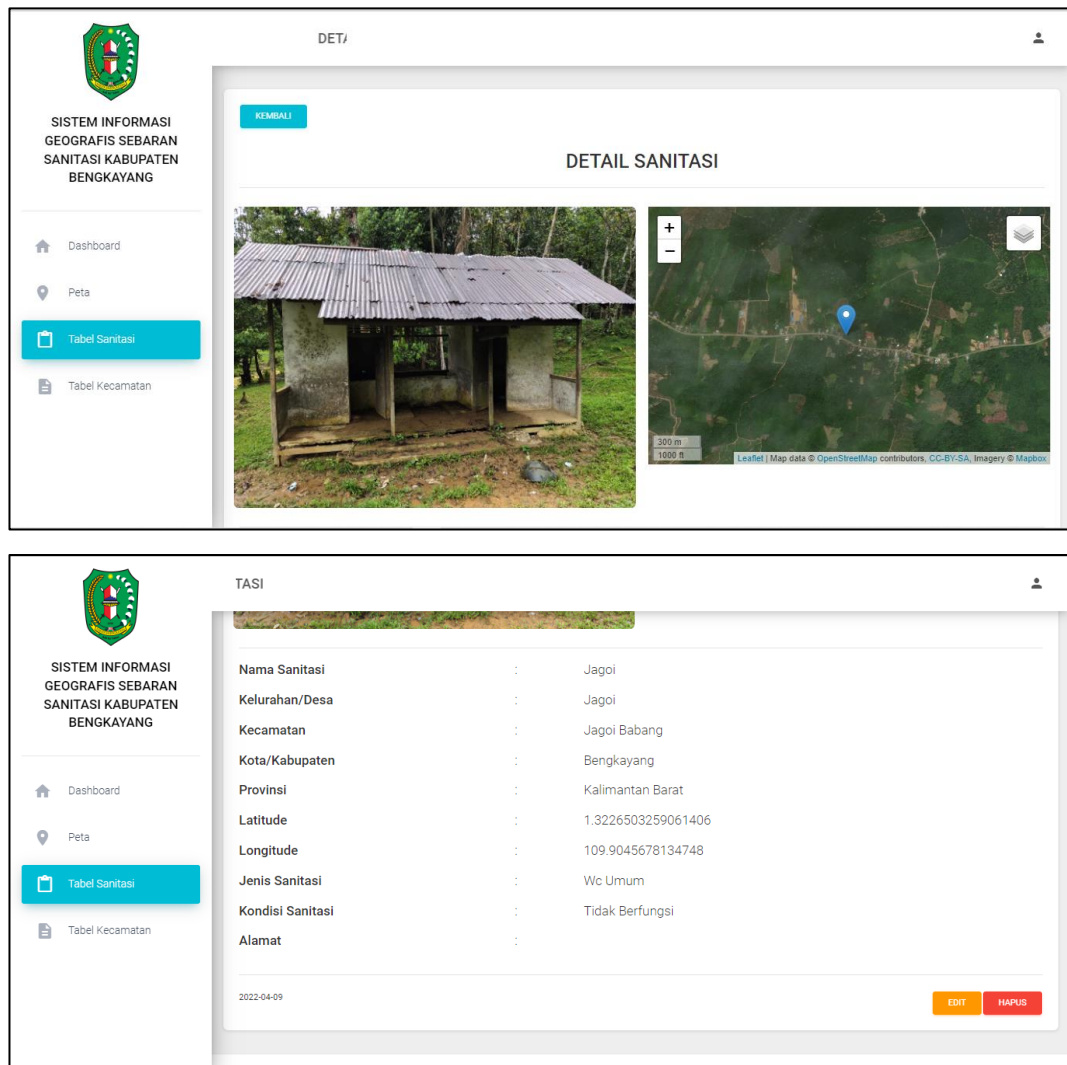 DETA
SISTEM INFORMASI
GEOGRAFIS SEBARAN
SANITASI KABUPATEN
BENGKAYANG
Dashboard
Peta
Tabel Sanitasi
Tabel Kecamatan
KEMBALI
DETAIL SANITASI
+
−
300 m
1000 ft
Leaflet | Map data © OpenStreetMap contributors, CC-BY-SA, Imagery © Mapbox
TASI
SISTEM INFORMASI
GEOGRAFIS SEBARAN
SANITASI KABUPATEN
BENGKAYANG
Dashboard
Peta
Tabel Sanitasi
Tabel Kecamatan
Nama Sanitasi : Jagoi
Kelurahan/Desa : Jagoi
Kecamatan : Jagoi Babang
Kota/Kabupaten : Bengkayang
Provinsi : Kalimantan Barat
Latitude : 1.3226503259061406
Longitude : 109.9045678134748
Jenis Sanitasi : Wc Umum
Kondisi Sanitasi : Tidak Berfungsi
Alamat :
2022-04-09
EDIT HAPUS